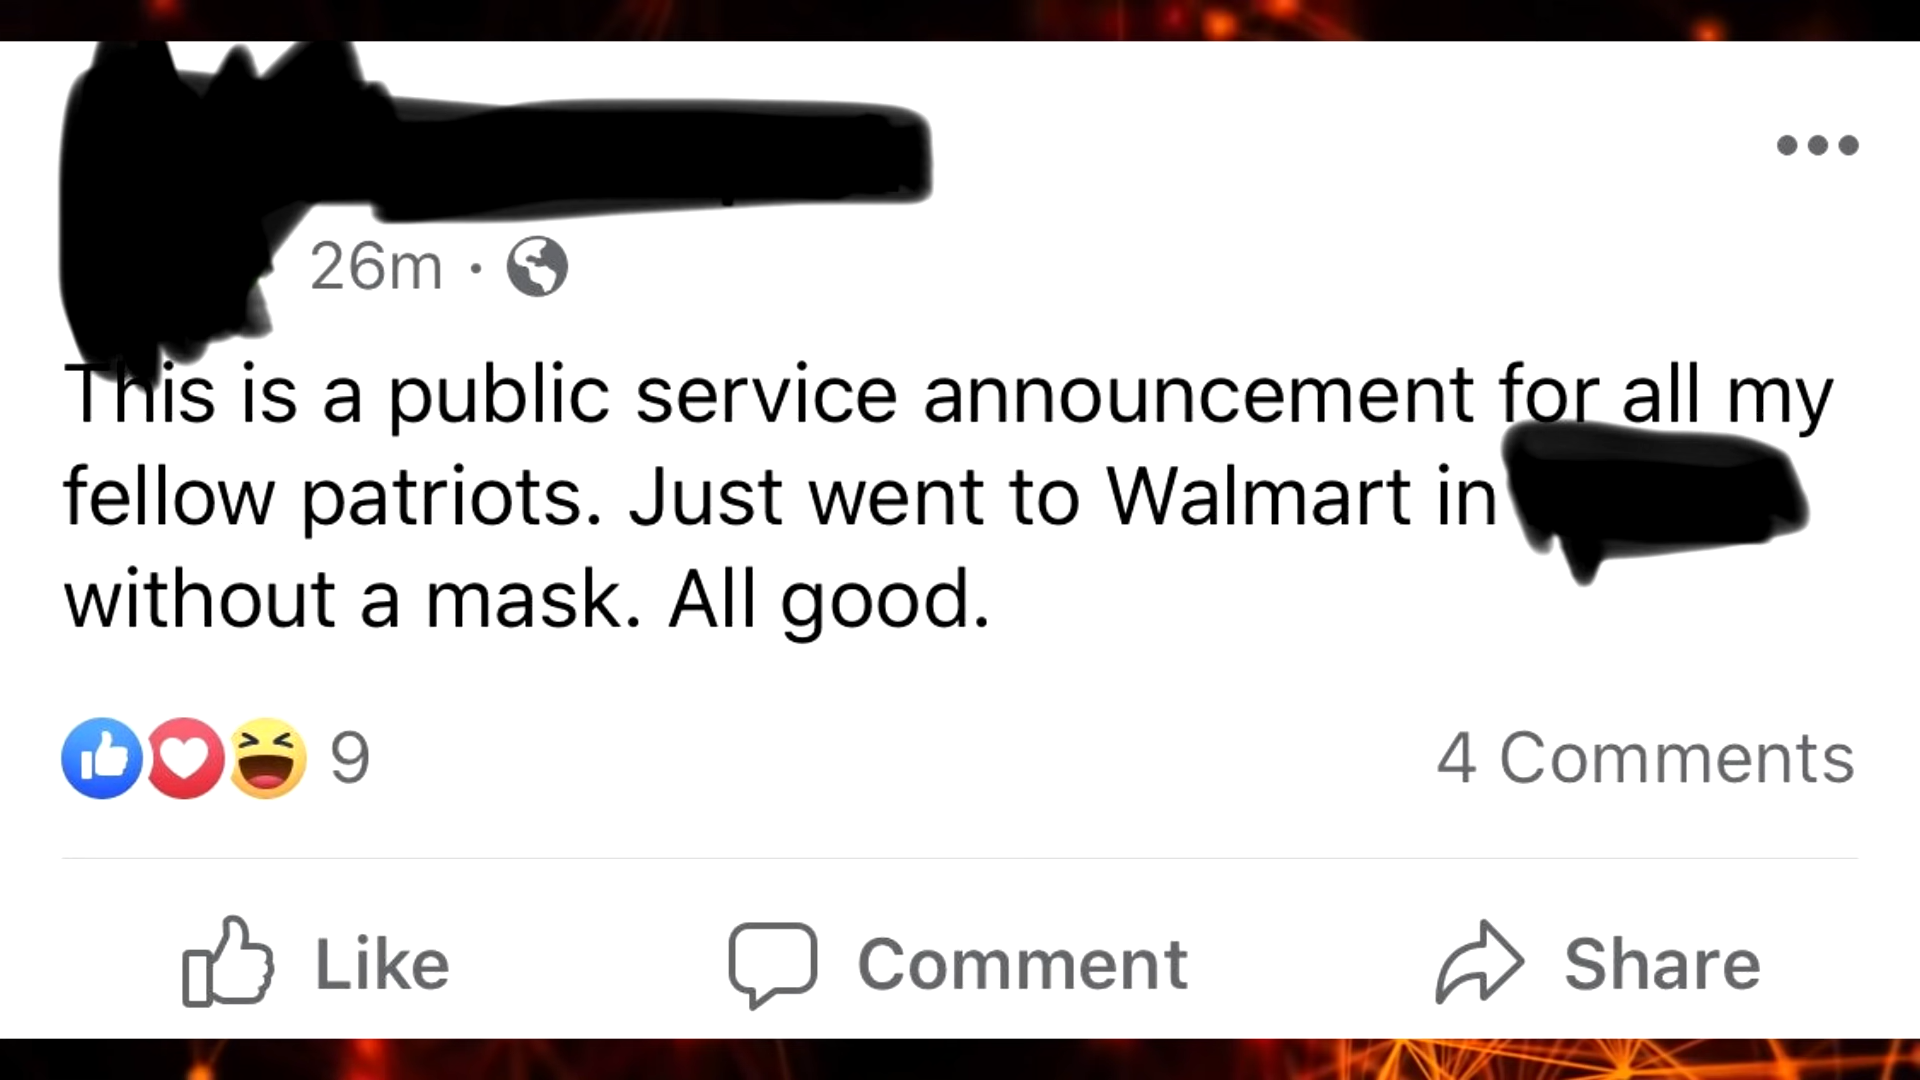 26m ·
This is a public service announcement for all my
fellow patriots. Just went to Walmart in
without a mask. All good.
9 4 Comments
Like Comment Share